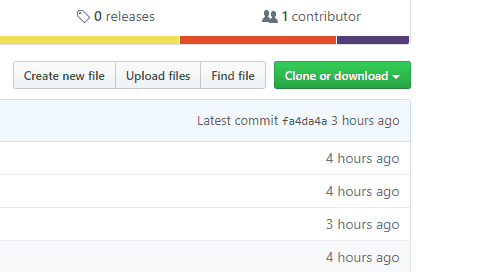 0 releases
1 contributor
Create new file
Upload files
Find file
Clone or download
Latest commit fa4da4a 3 hours ago
4 hours ago
4 hours ago
3 hours ago
4 hours ago